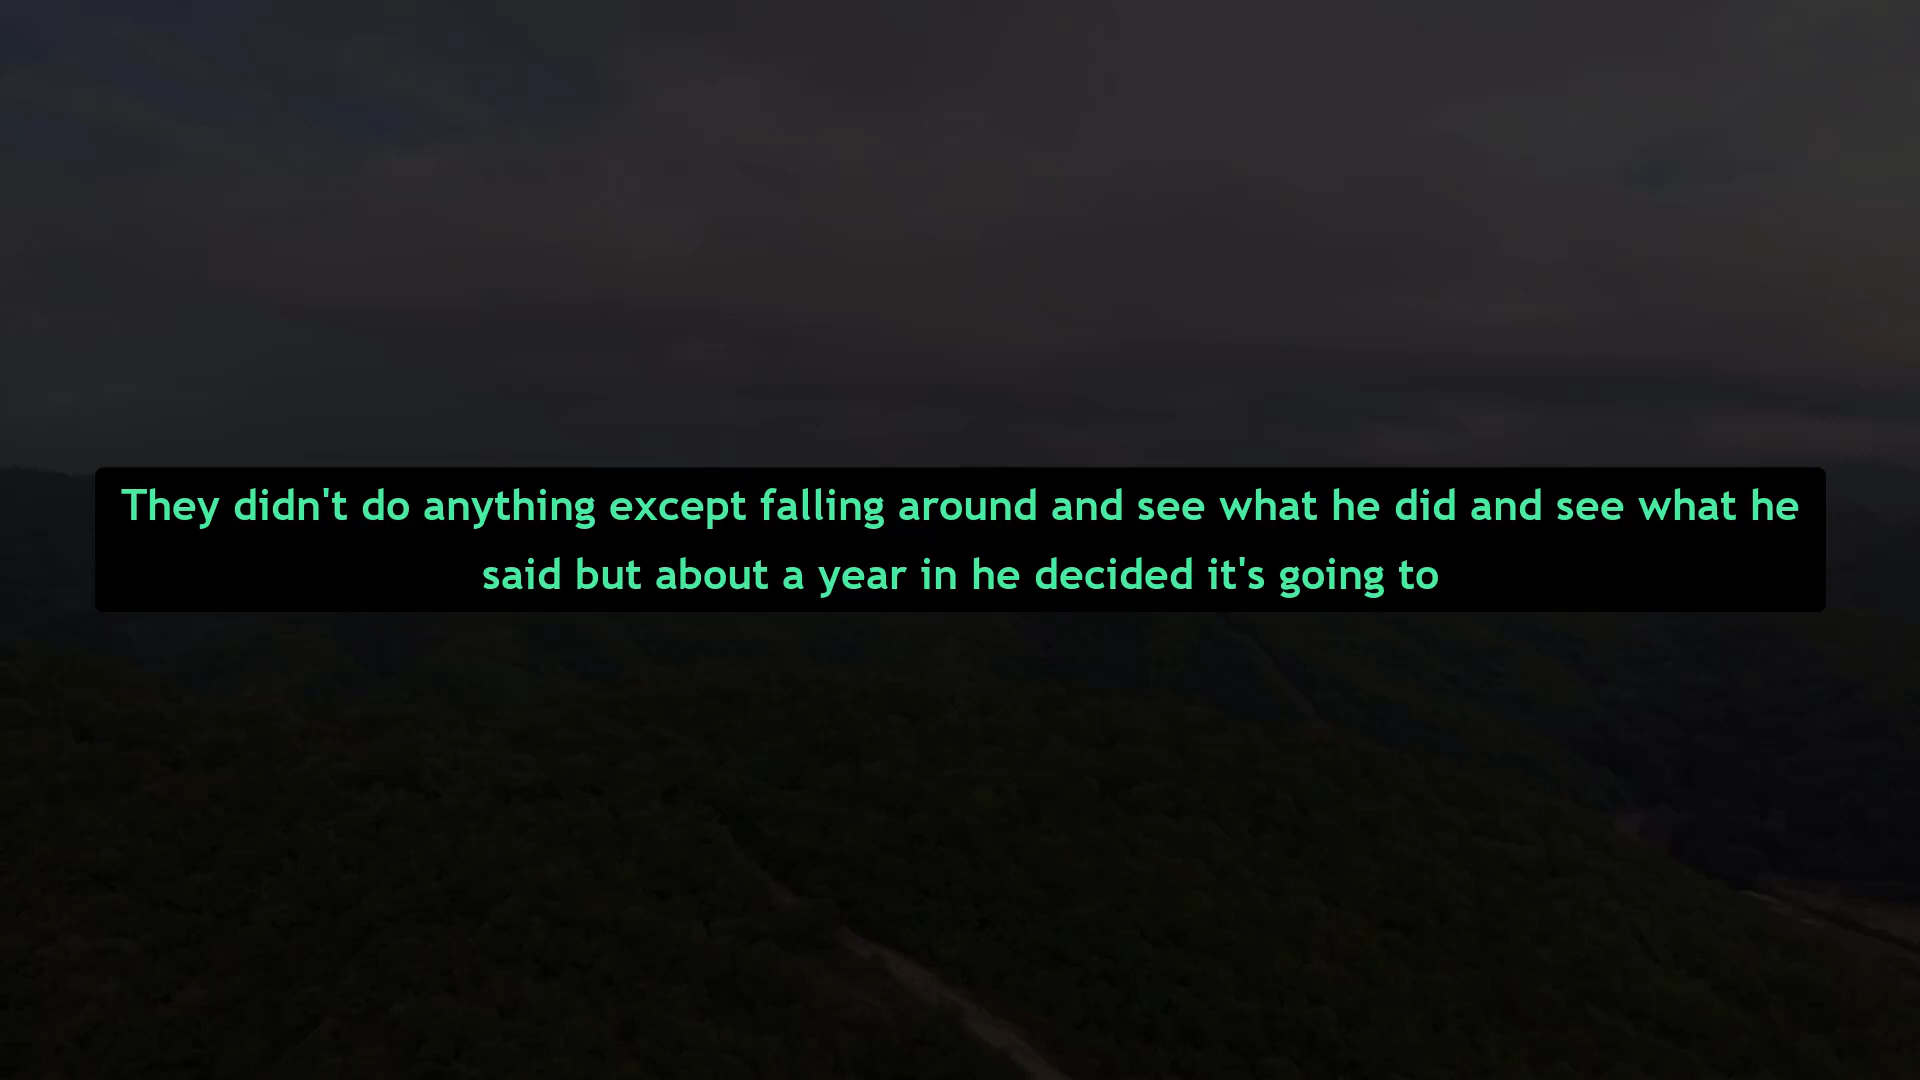 They didn't do anything except falling around and see what he did and see what he
said but about a year in he decided it's going to